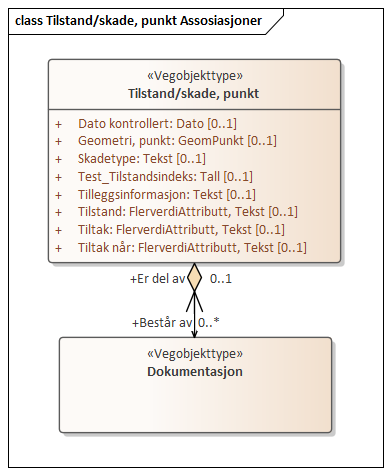 class Tilstand/skade, punkt Assosiasjoner
«Vegobjekttype»
Tilstand/skade, punkt
+ Dato kontrollert: Dato [0..1]
+ Geometri, punkt: GeomPunkt [0..1]
+ Skadetype: Tekst [0..1]
+ Test_Tilstandsindeks: Tall [0..1]
+ Tilleggsinformasjon: Tekst [0..1]
+ Tilstand: FlerverdiAttributt, Tekst [0..1]
+ Tiltak: FlerverdiAttributt, Tekst [0..1]
+ Tiltak når: FlerverdiAttributt, Tekst [0..1]
+Er del av 0..1
+Består av 0..*
«Vegobjekttype»
Dokumentasjon